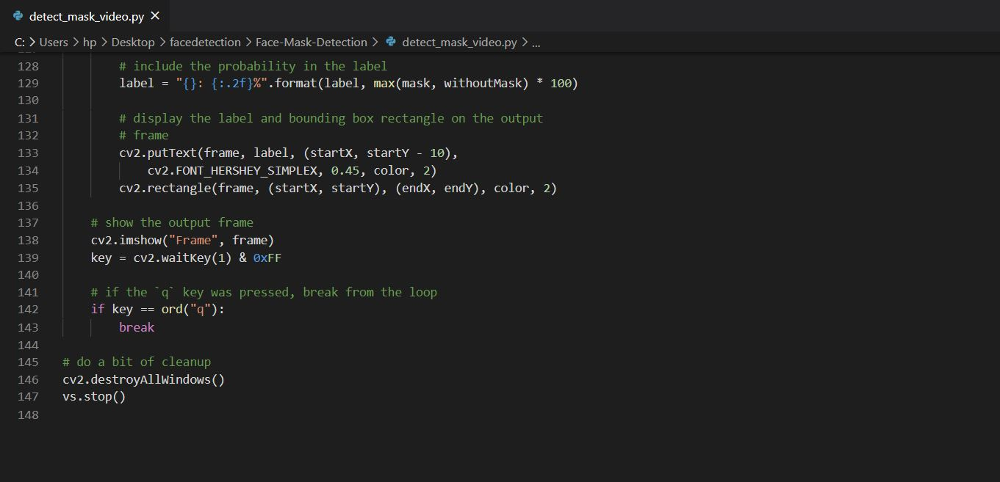 detect_mask_video.py ✕
C: > Users > hp > Desktop > facedetection > Face-Mask-Detection > detect_mask_video.py > ...
128         # include the probability in the label
129         label = "{}: {:.2f}%".format(label, max(mask, withoutMask) * 100)
130
131         # display the label and bounding box rectangle on the output
132         # frame
133         cv2.putText(frame, label, (startX, startY - 10),
134             cv2.FONT_HERSHEY_SIMPLEX, 0.45, color, 2)
135         cv2.rectangle(frame, (startX, startY), (endX, endY), color, 2)
136
137     # show the output frame
138     cv2.imshow("Frame", frame)
139     key = cv2.waitKey(1) & 0xFF
140
141     # if the `q` key was pressed, break from the loop
142     if key == ord("q"):
143         break
144
145 # do a bit of cleanup
146 cv2.destroyAllWindows()
147 vs.stop()
148